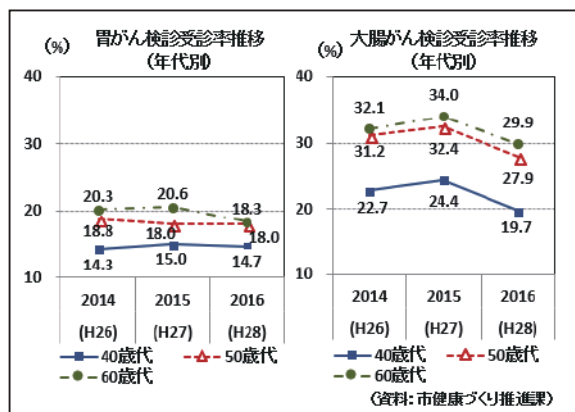 胃がん検診受診率推移
(年代別)
(%)
40
30
20
10
20.3
20.6
18.3
18.8
18.0
18.0
14.3
15.0
14.7
2014
2015
2016
(H26)
(H27)
(H28)
40歳代
50歳代
60歳代
大腸がん検診受診率推移
(年代別)
(%)
40
30
20
10
32.1
34.0
29.9
31.2
32.4
27.9
22.7
24.4
19.7
2014
2015
2016
(H26)
(H27)
(H28)
40歳代
50歳代
60歳代
(資料：市健康づくり推進課)